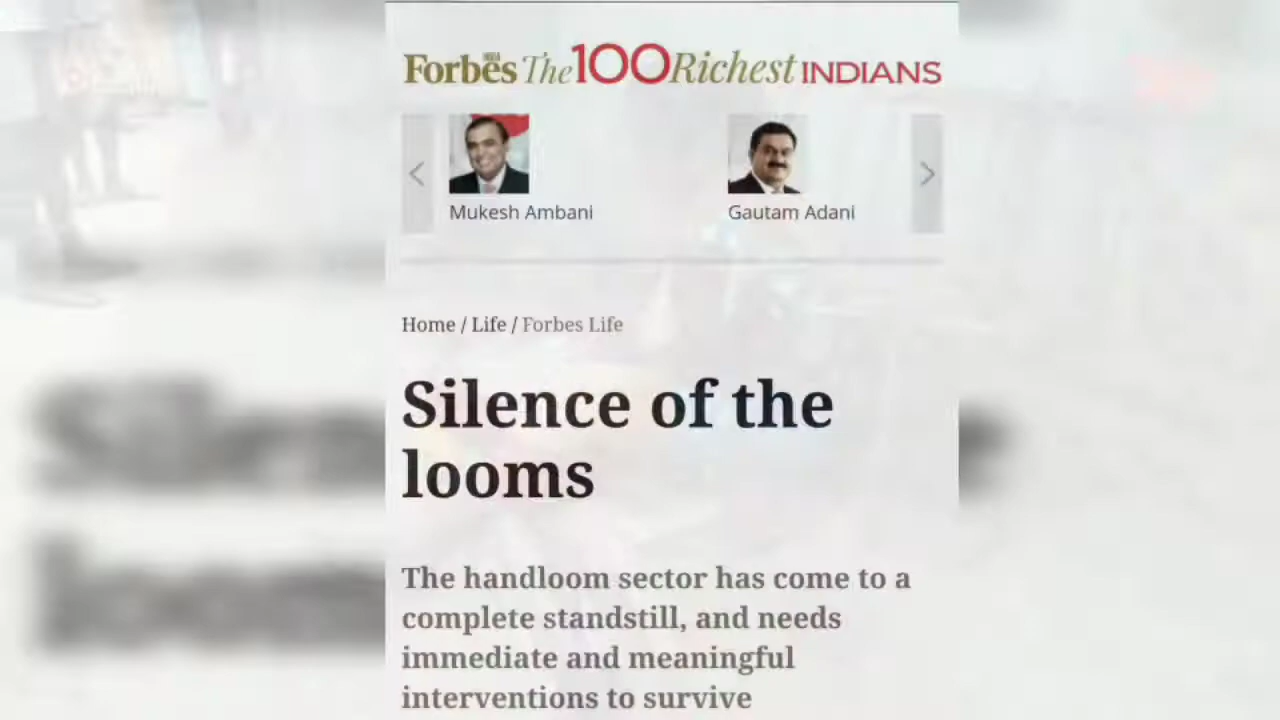 Forbes INDIA The 100 Richest INDIANS
Mukesh Ambani
Gautam Adani
Home / Life / Forbes Life
Silence of the
looms
The handloom sector has come to a
complete standstill, and needs
immediate and meaningful
interventions to survive